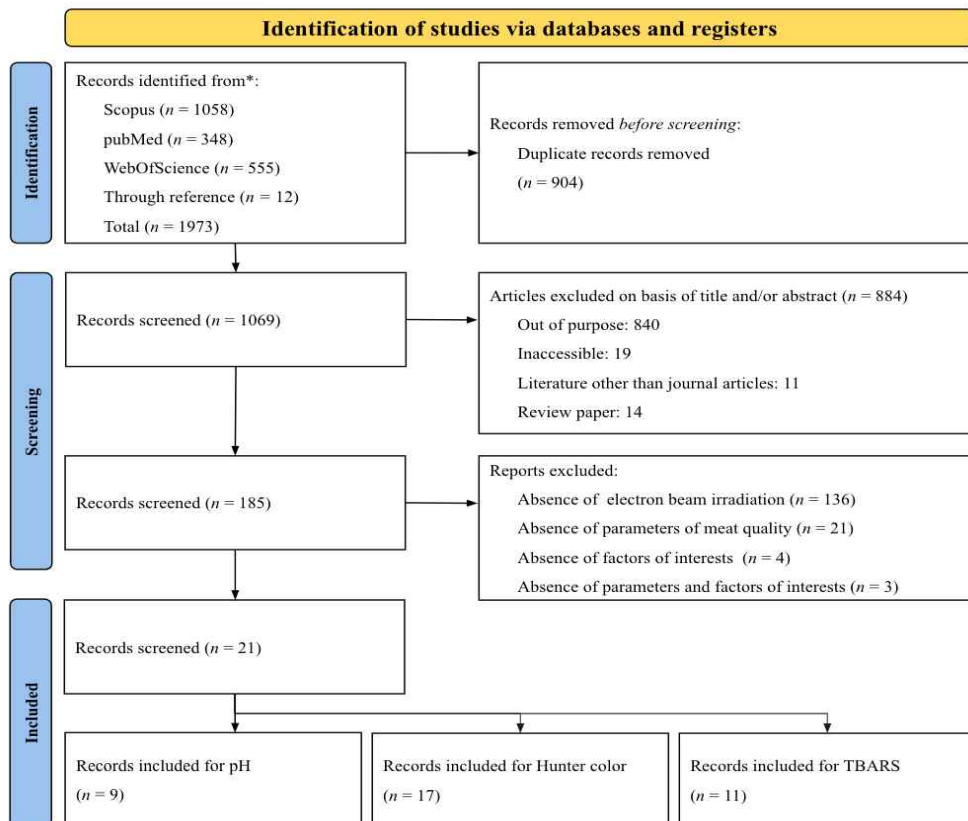 Identification of studies via databases and registers
Identification
Records identified from*:
Scopus (n = 1058)
pubMed (n = 348)
WebOfScience (n = 555)
Through reference (n = 12)
Total (n = 1973)
Records removed before screening:
Duplicate records removed
(n = 904)
Screening
Records screened (n = 1069)
Articles excluded on basis of title and/or abstract (n = 884)
Out of purpose: 840
Inaccessible: 19
Literature other than journal articles: 11
Review paper: 14
Records screened (n = 185)
Reports excluded:
Absence of electron beam irradiation (n = 136)
Absence of parameters of meat quality (n = 21)
Absence of factors of interests (n = 4)
Absence of parameters and factors of interests (n = 3)
Included
Records screened (n = 21)
Records included for pH
(n = 9)
Records included for Hunter color
(n = 17)
Records included for TBARS
(n = 11)